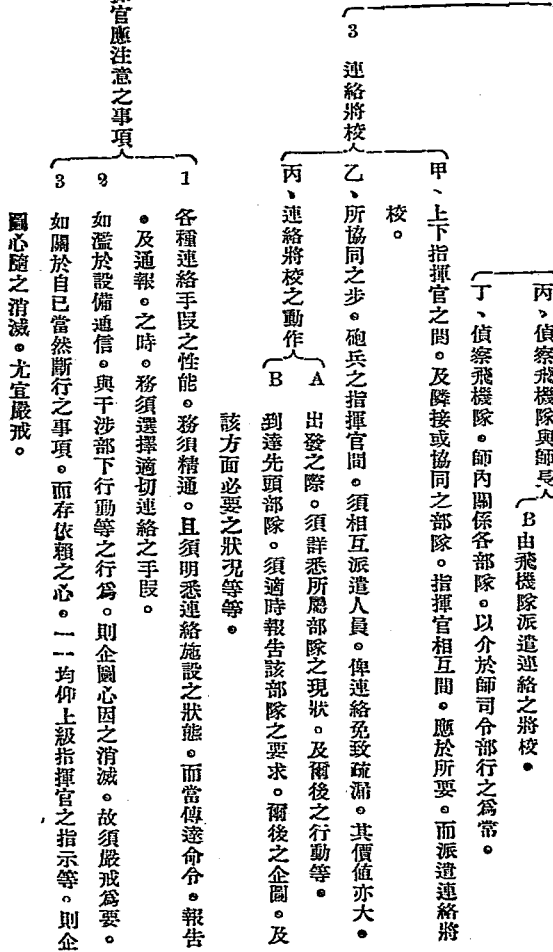 丙、偵察飛機隊與師長
B由飛機隊派遣連絡之將校。
丁、偵察飛機隊。師內關係各部隊。以介於師司令部行之爲常。
3 連絡將校
甲、上下指揮官之間。及隣接或協同之部隊。指揮官相互間。應於所要。而派遣連絡將
校。
乙、所協同之步。砲兵之指揮官間。須相互派遣人員。俾連絡免致疏漏。其價値亦大。
丙、連絡將校之動作
A 出發之際。須詳悉所屬部隊之現狀。及爾後之行動等。
B 到達先頭部隊。須適時報告該部隊之要求。爾後之企圖。及
該方面必要之狀況等等。
官應注意之事項
1 各種連絡手段之性能。務須精通。且須明悉連絡施設之狀態。而當傳達命令。報告
。及通報。之時。務須選擇適切連絡之手段。
2 如濫於設備通信。與干涉部下行動等之行爲。則企圖心因之消滅。故須嚴戒爲要。
3 如關於自己當然斷行之事項。而存依賴之心。一一均仰上級指揮官之指示等。則企
圖心隨之消滅。尤宜嚴戒。